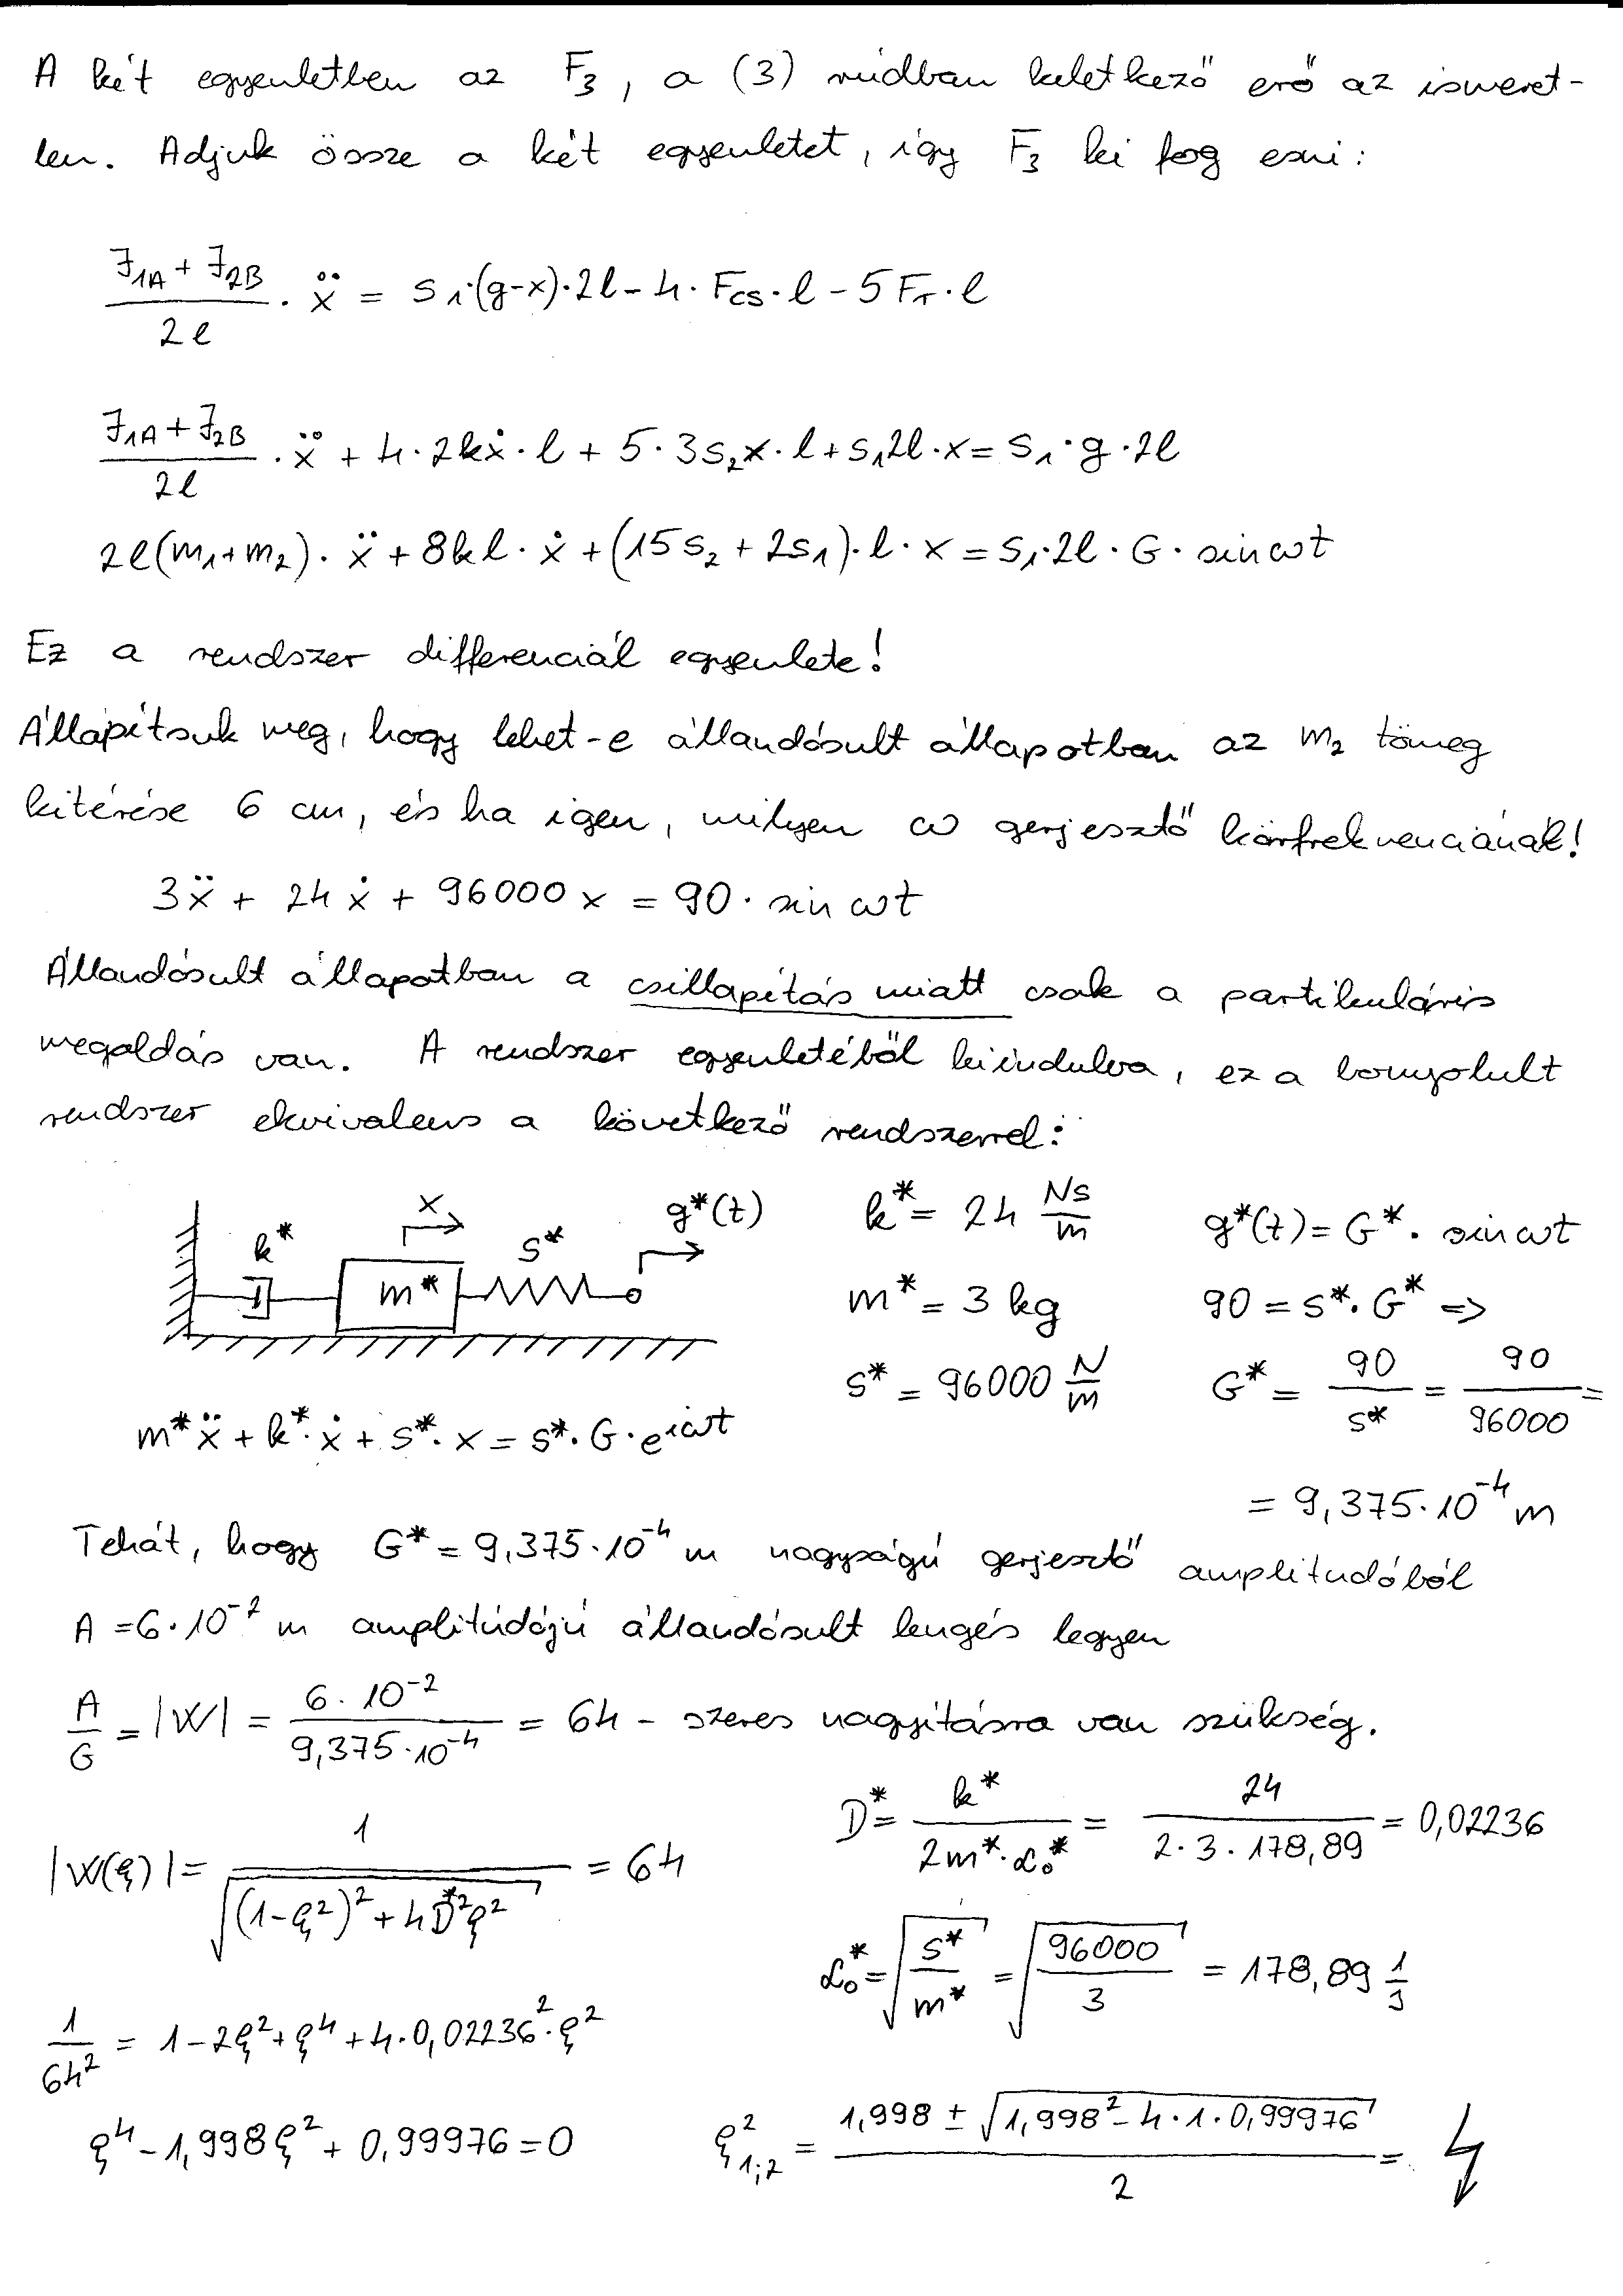 A két egyenletben az F₃, a (3) rúdban keletkező erő az ismeret-
len. Adjuk össze a két egyenletet, így F₃ ki fog esni:
(J₁A + J₂B)/(2l) · ẍ = s₁·(g-x)·2l - 4·Fcs·l - 5Fr·l
(J₁A + J₂B)/(2l) · ẍ + 4·2kẋ·l + 5·3s₂x·l + s₁2l·x = s₁·g·2l
2l(m₁+m₂)·ẍ + 8kl·ẋ + (15s₂ + 2s₁)·l·x = s₁·2l·G·sin ωt
Ez a rendszer differenciál egyenlete!
Állapítsuk meg, hogy lehet-e állandósult állapotban az m₂ tömeg
kitérése 6 cm, és ha igen, milyen ω gerjesztő körfrekvenciánál!
3ẍ + 24ẋ + 96000x = 90·sin ωt
Állandósult állapotban a csillapítás miatt csak a partikuláris
megoldás van. A rendszer egyenletéből kiindulva, ez a bonyolult
rendszer ekvivalens a következő rendszerrel:
k* m* x s* g*(t)
k* = 24 Ns/m
g*(t) = G*·sin ωt
m* = 3 kg
90 = s*·G* =>
s* = 96000 N/m
G* = 90/s* = 90/96000 =
m*ẍ + k*·ẋ + s*·x = s*·G·e^iωt
= 9,375·10⁻⁴ m
Tehát, hogy G* = 9,375·10⁻⁴ m nagyságú gerjesztő amplitudóból
A = 6·10⁻² m amplitúdójú állandósult lengés legyen
A/G = |W| = (6·10⁻²)/(9,375·10⁻⁴) = 64 - szeres nagyításra van szükség.
D* = k*/(2m*·α₀*) = 24/(2·3·178,89) = 0,02236
|W(ξ)| = 1/√((1-ξ²)² + 4D*²ξ²) = 64
α₀* = √(s*/m*) = √(96000/3) = 178,89 1/s
1/64² = 1 - 2ξ² + ξ⁴ + 4·0,02236²·ξ²
ξ⁴ - 1,998ξ² + 0,99976 = 0
ξ²₁;₂ = (1,998 ± √(1,998² - 4·1·0,99976))/2 = ↯